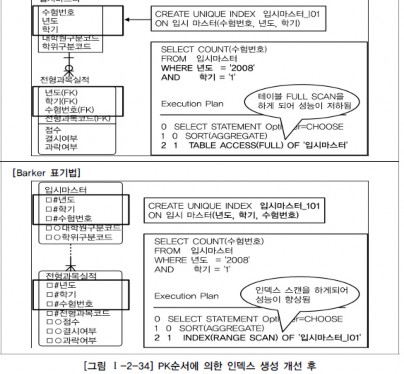 수험번호
년도
학기
대학원구분코드
학위구분코드
CREATE UNIQUE INDEX 입시마스터_I01
ON 입시 마스터(수험번호, 년도, 학기)
SELECT COUNT(수험번호)
FROM 입시마스터
WHERE 년도 = '2008'
AND 학기 = '1'
전형과목실적
년도(FK)
학기(FK)
수험번호(FK)
전형과목코드(FK)
점수
결시여부
과락여부
테이블 FULL SCAN을
하게 되어 성능이 저하됨
Execution Plan
0 SELECT STATEMENT Optimizer=CHOOSE
1 0 SORT(AGGREGATE)
2 1 TABLE ACCESS(FULL) OF '입시마스터'
[Barker 표기법]
입시마스터
□#년도
□#학기
□#수험번호
□○대학원구분코드
□○학위구분코드
CREATE UNIQUE INDEX 입시마스터_101
ON 입시 마스터(년도, 학기, 수험번호)
SELECT COUNT(수험번호)
FROM 입시마스터
WHERE 년도 = '2008'
AND 학기 = '1'
전형과목실적
□#년도
□#학기
□#수험번호
□#전형과목코드
□○점수
□○결시여부
□○과락여부
인덱스 스캔을 하게되어
성능이 향상됨
Execution Plan
0 SELECT STATEMENT =CHOOSE
1 0 SORT(AGGREGATE)
2 1 INDEX(RANGE SCAN) OF '입시마스터_I01'
[그림 Ⅰ-2-34] PK순서에 의한 인덱스 생성 개선 후